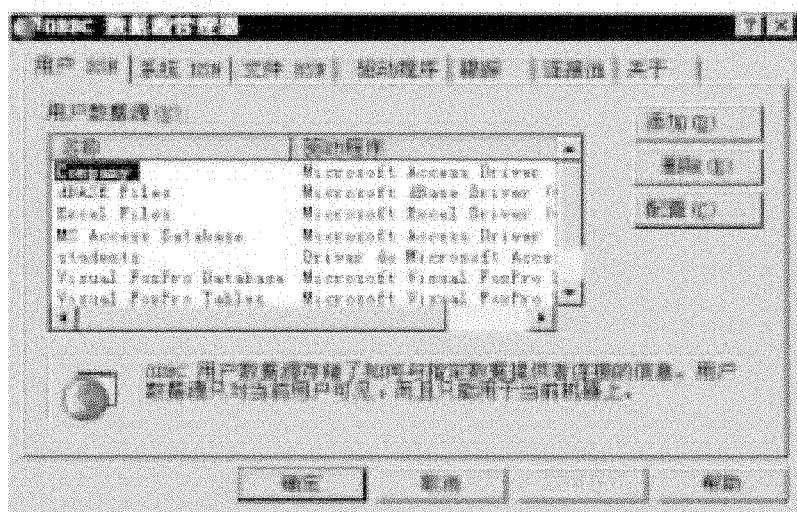 ODBC 数据源管理器
用户 DSN 系统 DSN 文件 DSN 驱动程序 跟踪 连接池 关于
用户数据源(U):
名称 驱动程序
Microsoft Access Driver
dBASE Files Microsoft dBase Driver (
Excel Files Microsoft Excel Driver (
MS Access Database Microsoft Access Driver
students Driver do Microsoft Acce
Visual FoxPro Database Microsoft Visual FoxPro
Visual FoxPro Tables Microsoft Visual FoxPro
添加(D)
删除(R)
配置(C)
ODBC 用户数据源存储了如何与指定数据提供者连接的信息。用户
数据源只对当前用户可见，而且只能用于当前机器上。
确定 取消 帮助